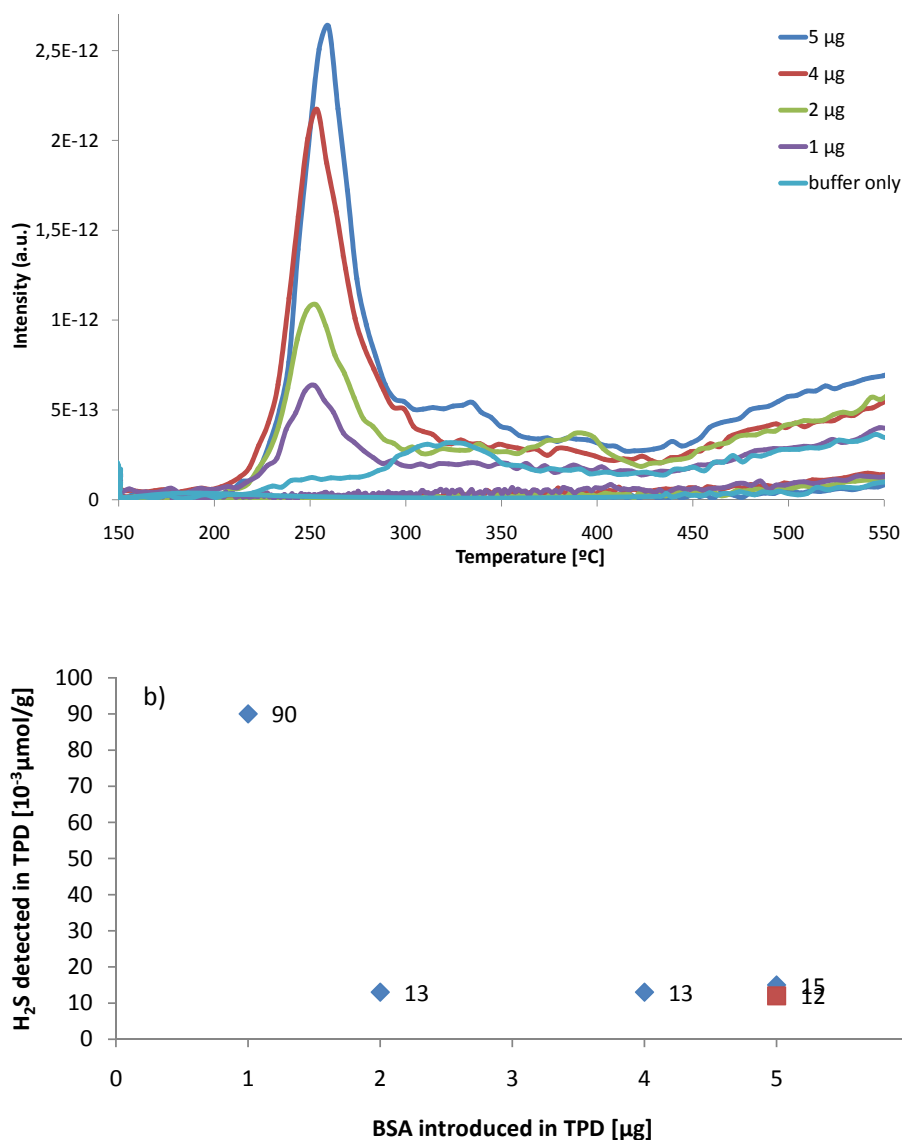 2,5E-12
2E-12
1,5E-12
1E-12
5E-13
0
Intensity (a.u.)
5 µg
4 µg
2 µg
1 µg
buffer only
150 200 250 300 350 400 450 500 550
Temperature [ºC]
b)
100
90
80
70
60
50
40
30
20
10
0
H₂S detected in TPD [10⁻³µmol/g]
90
13
13
15
12
0 1 2 3 4 5
BSA introduced in TPD [µg]